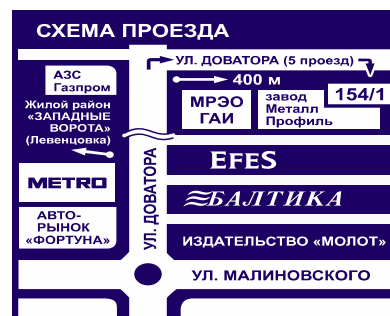 СХЕМА ПРОЕЗДА
УЛ. ДОВАТОРА (5 проезд)
400 м
АЗС
Газпром
МРЭО
ГАИ
завод
Металл
Профиль
154/1
Жилой район
«ЗАПАДНЫЕ
ВОРОТА»
(Левенцовка)
УЛ. ДОВАТОРА
EFES
METRO
БАЛТИКА
АВТО-
РЫНОК
«ФОРТУНА»
ИЗДАТЕЛЬСТВО «МОЛОТ»
УЛ. МАЛИНОВСКОГО